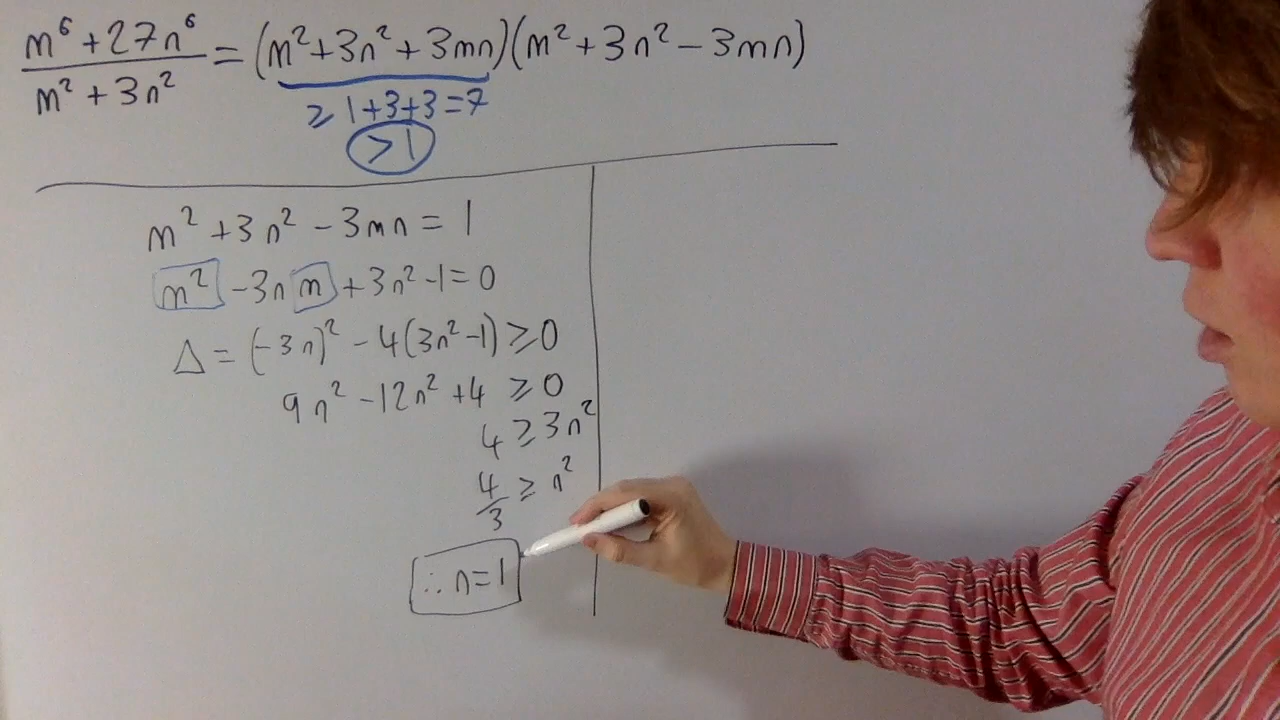 m⁶ + 27n⁶ / m² + 3n² = (m² + 3n² + 3mn)(m² + 3n² − 3mn)
≥ 1+3+3 = 7
> 1
m² + 3n² − 3mn = 1
m² − 3n m + 3n² − 1 = 0
Δ = (−3n)² − 4(3n² − 1) ≥ 0
9n² − 12n² + 4 ≥ 0
4 ≥ 3n²
4/3 ≥ n²
∴ n = 1